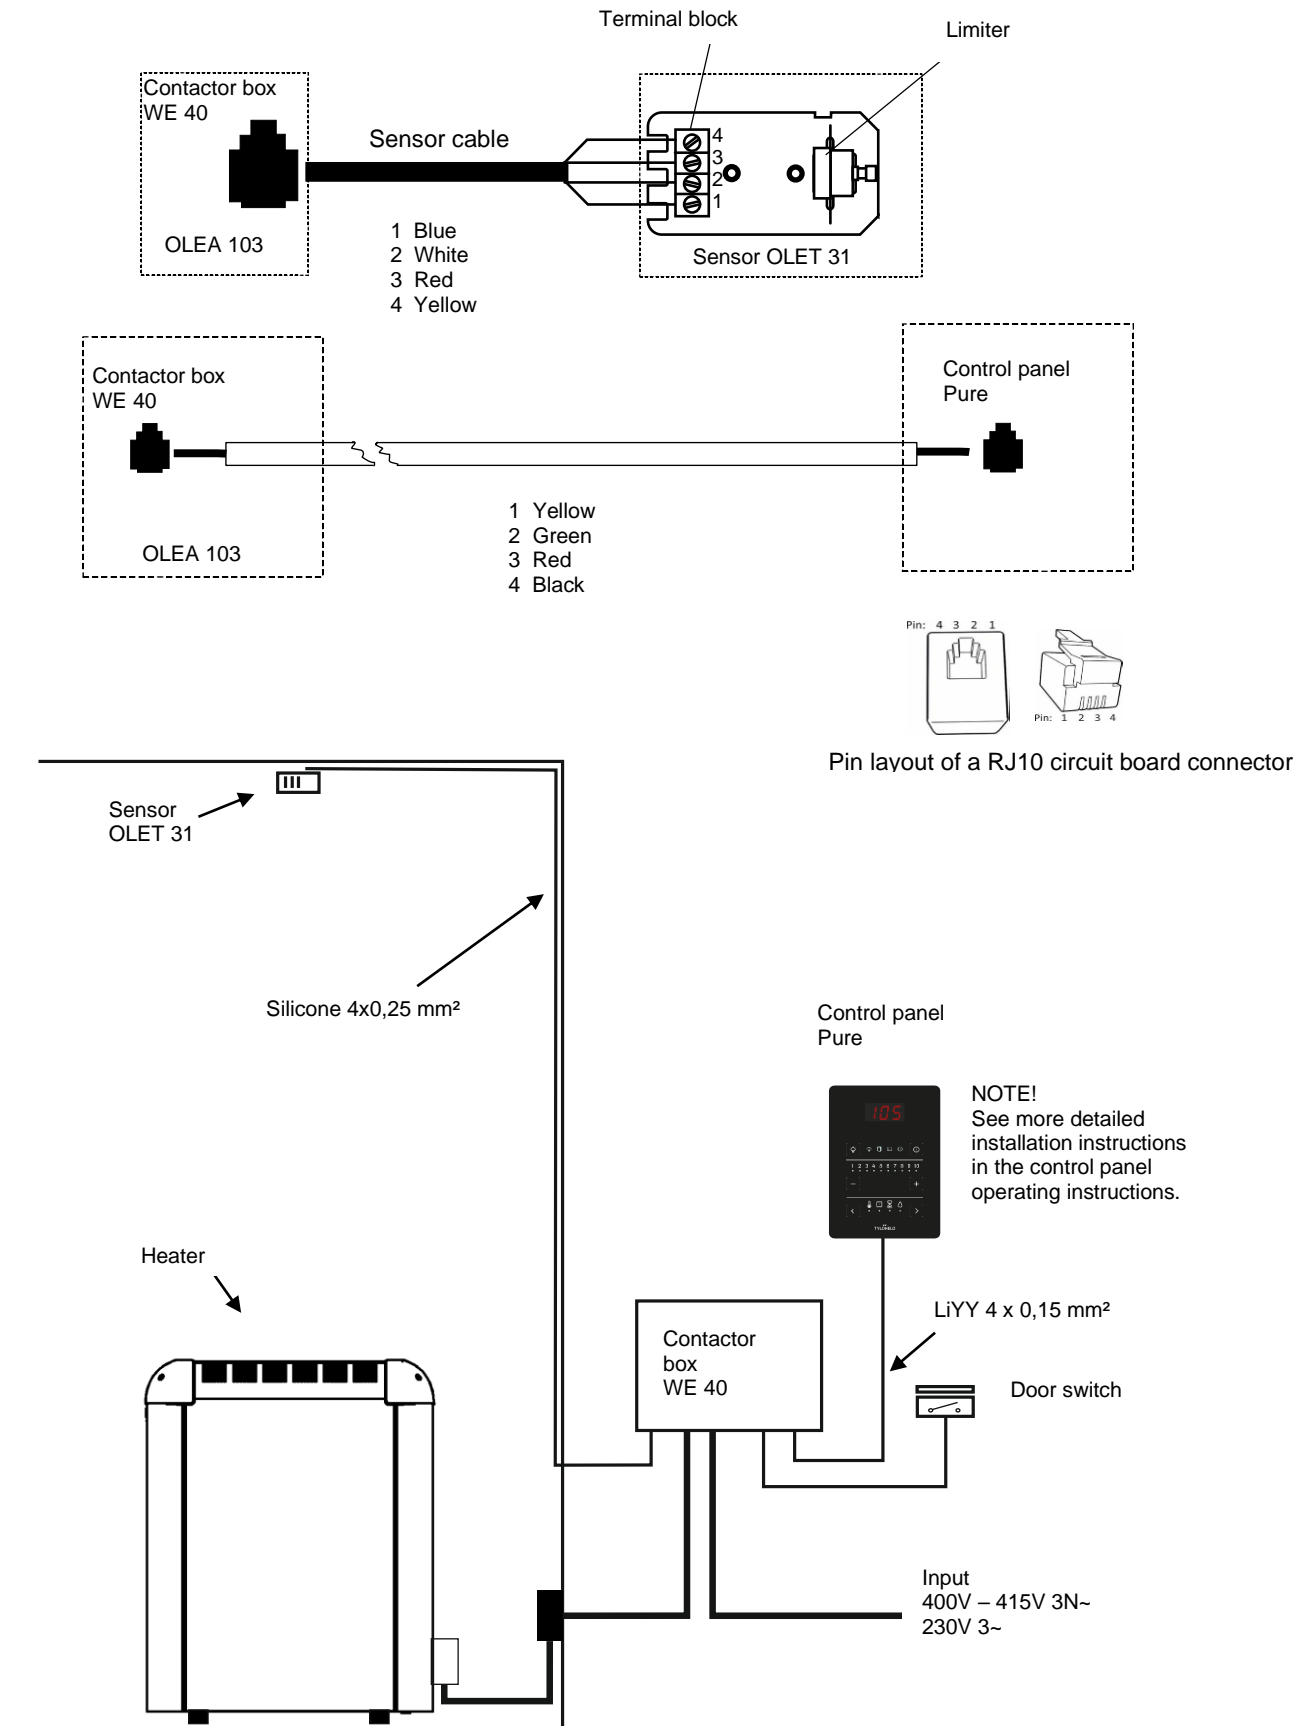 Terminal block
Limiter
Contactor box
WE 40
Sensor cable
4
3
2
1
OLEA 103
1 Blue
2 White
3 Red
4 Yellow
Sensor OLET 31
Contactor box
WE 40
Control panel
Pure
OLEA 103
1 Yellow
2 Green
3 Red
4 Black
Pin: 4 3 2 1
Pin: 1 2 3 4
Pin layout of a RJ10 circuit board connector
Sensor
OLET 31
Silicone 4x0,25 mm²
Control panel
Pure
105
1 2 3 4 5 6 7 8 9 10
- +
< >
TYLÖHELO
NOTE!
See more detailed
installation instructions
in the control panel
operating instructions.
Heater
LiYY 4 x 0,15 mm²
Contactor
box
WE 40
Door switch
Input
400V – 415V 3N~
230V 3~